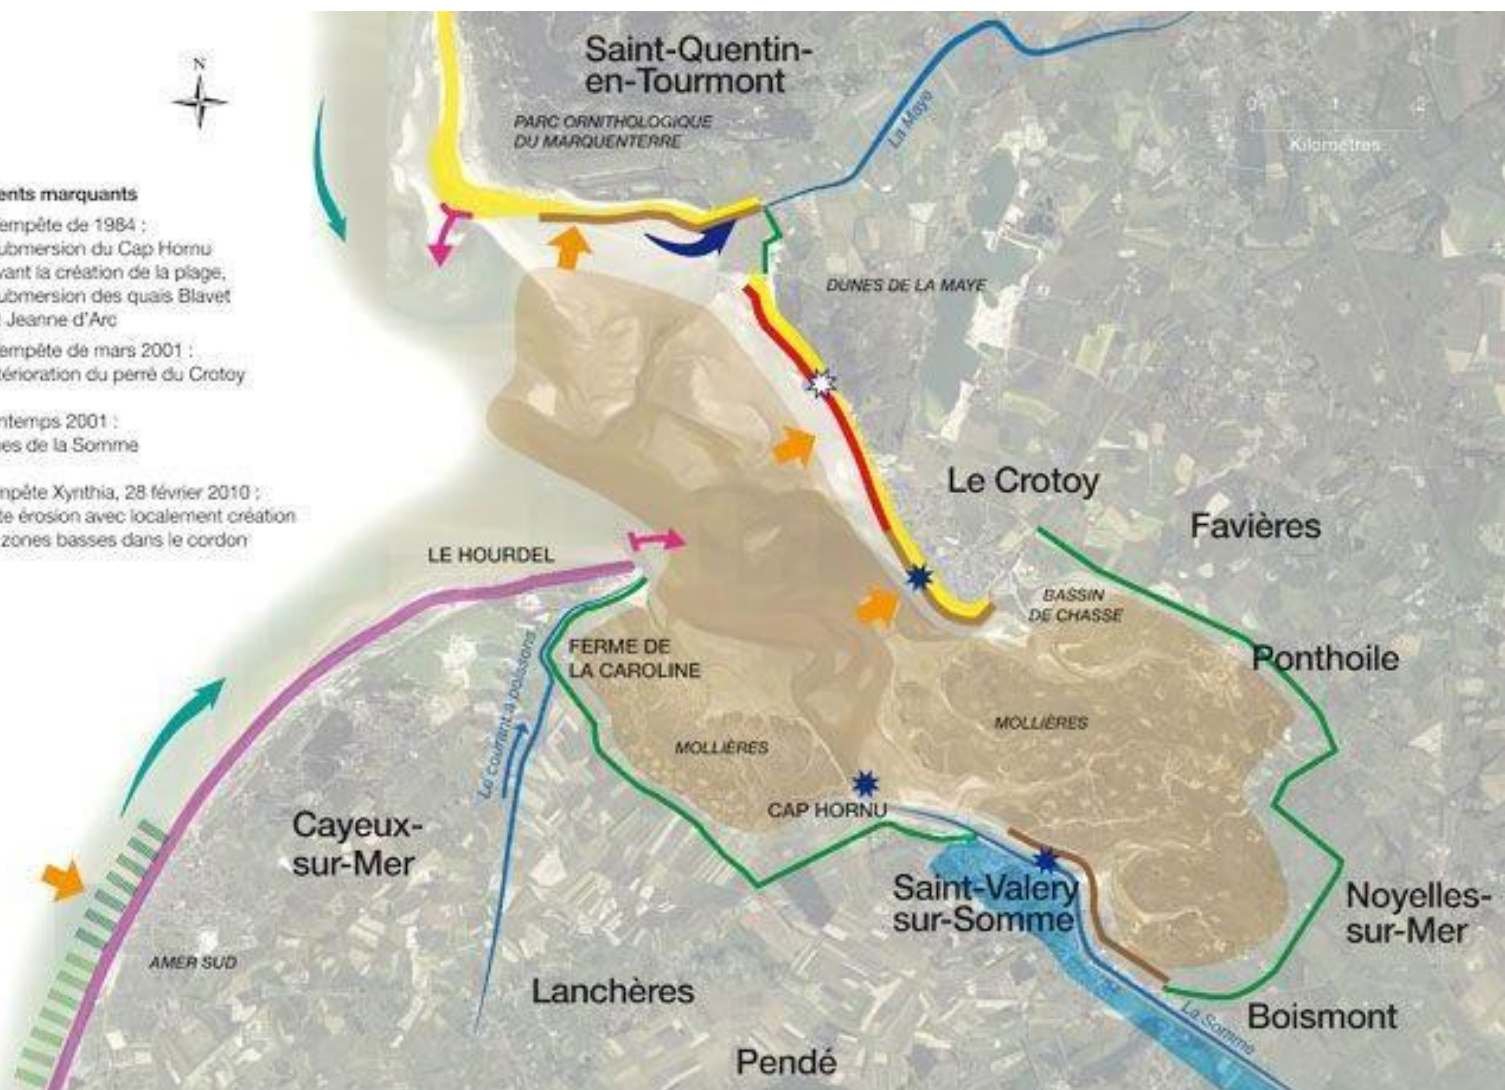 Saint-Quentin-
en-Tourmont
PARC ORNITHOLOGIQUE
DU MARQUENTERRE
La Maye
Kilomètres
N
ents marquants
empête de 1984 :
ubmersion du Cap Hornu
vant la création de la plage,
ubmersion des quais Blavet
Jeanne d'Arc
empête de mars 2001 :
térioration du perré du Crotoy
ntemps 2001 :
es de la Somme
mpête Xynthia, 28 février 2010 :
te érosion avec localement création
zones basses dans le cordon
DUNES DE LA MAYE
Le Crotoy
Favières
LE HOURDEL
BASSIN
DE CHASSE
FERME DE
LA CAROLINE
Ponthoile
Le courant à poissons
MOLLIÈRES
MOLLIÈRES
CAP HORNU
Cayeux-
sur-Mer
Saint-Valery
sur-Somme
Noyelles-
sur-Mer
AMER SUD
Lanchères
La Somme
Boismont
Pendé